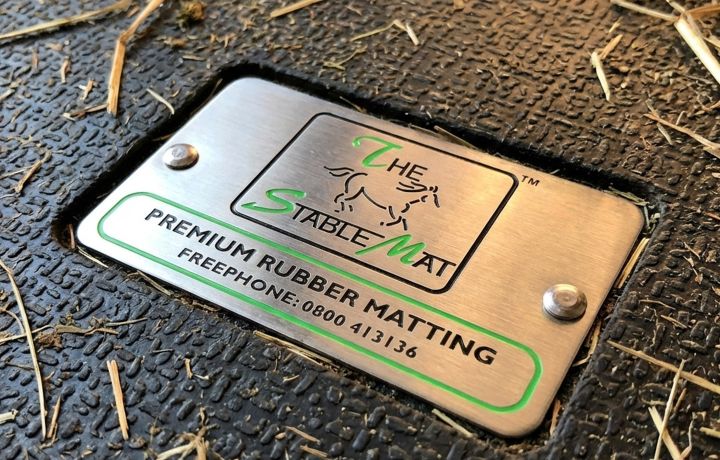 THE
STABLE MAT
™
PREMIUM RUBBER MATTING
FREEPHONE: 0800 413136